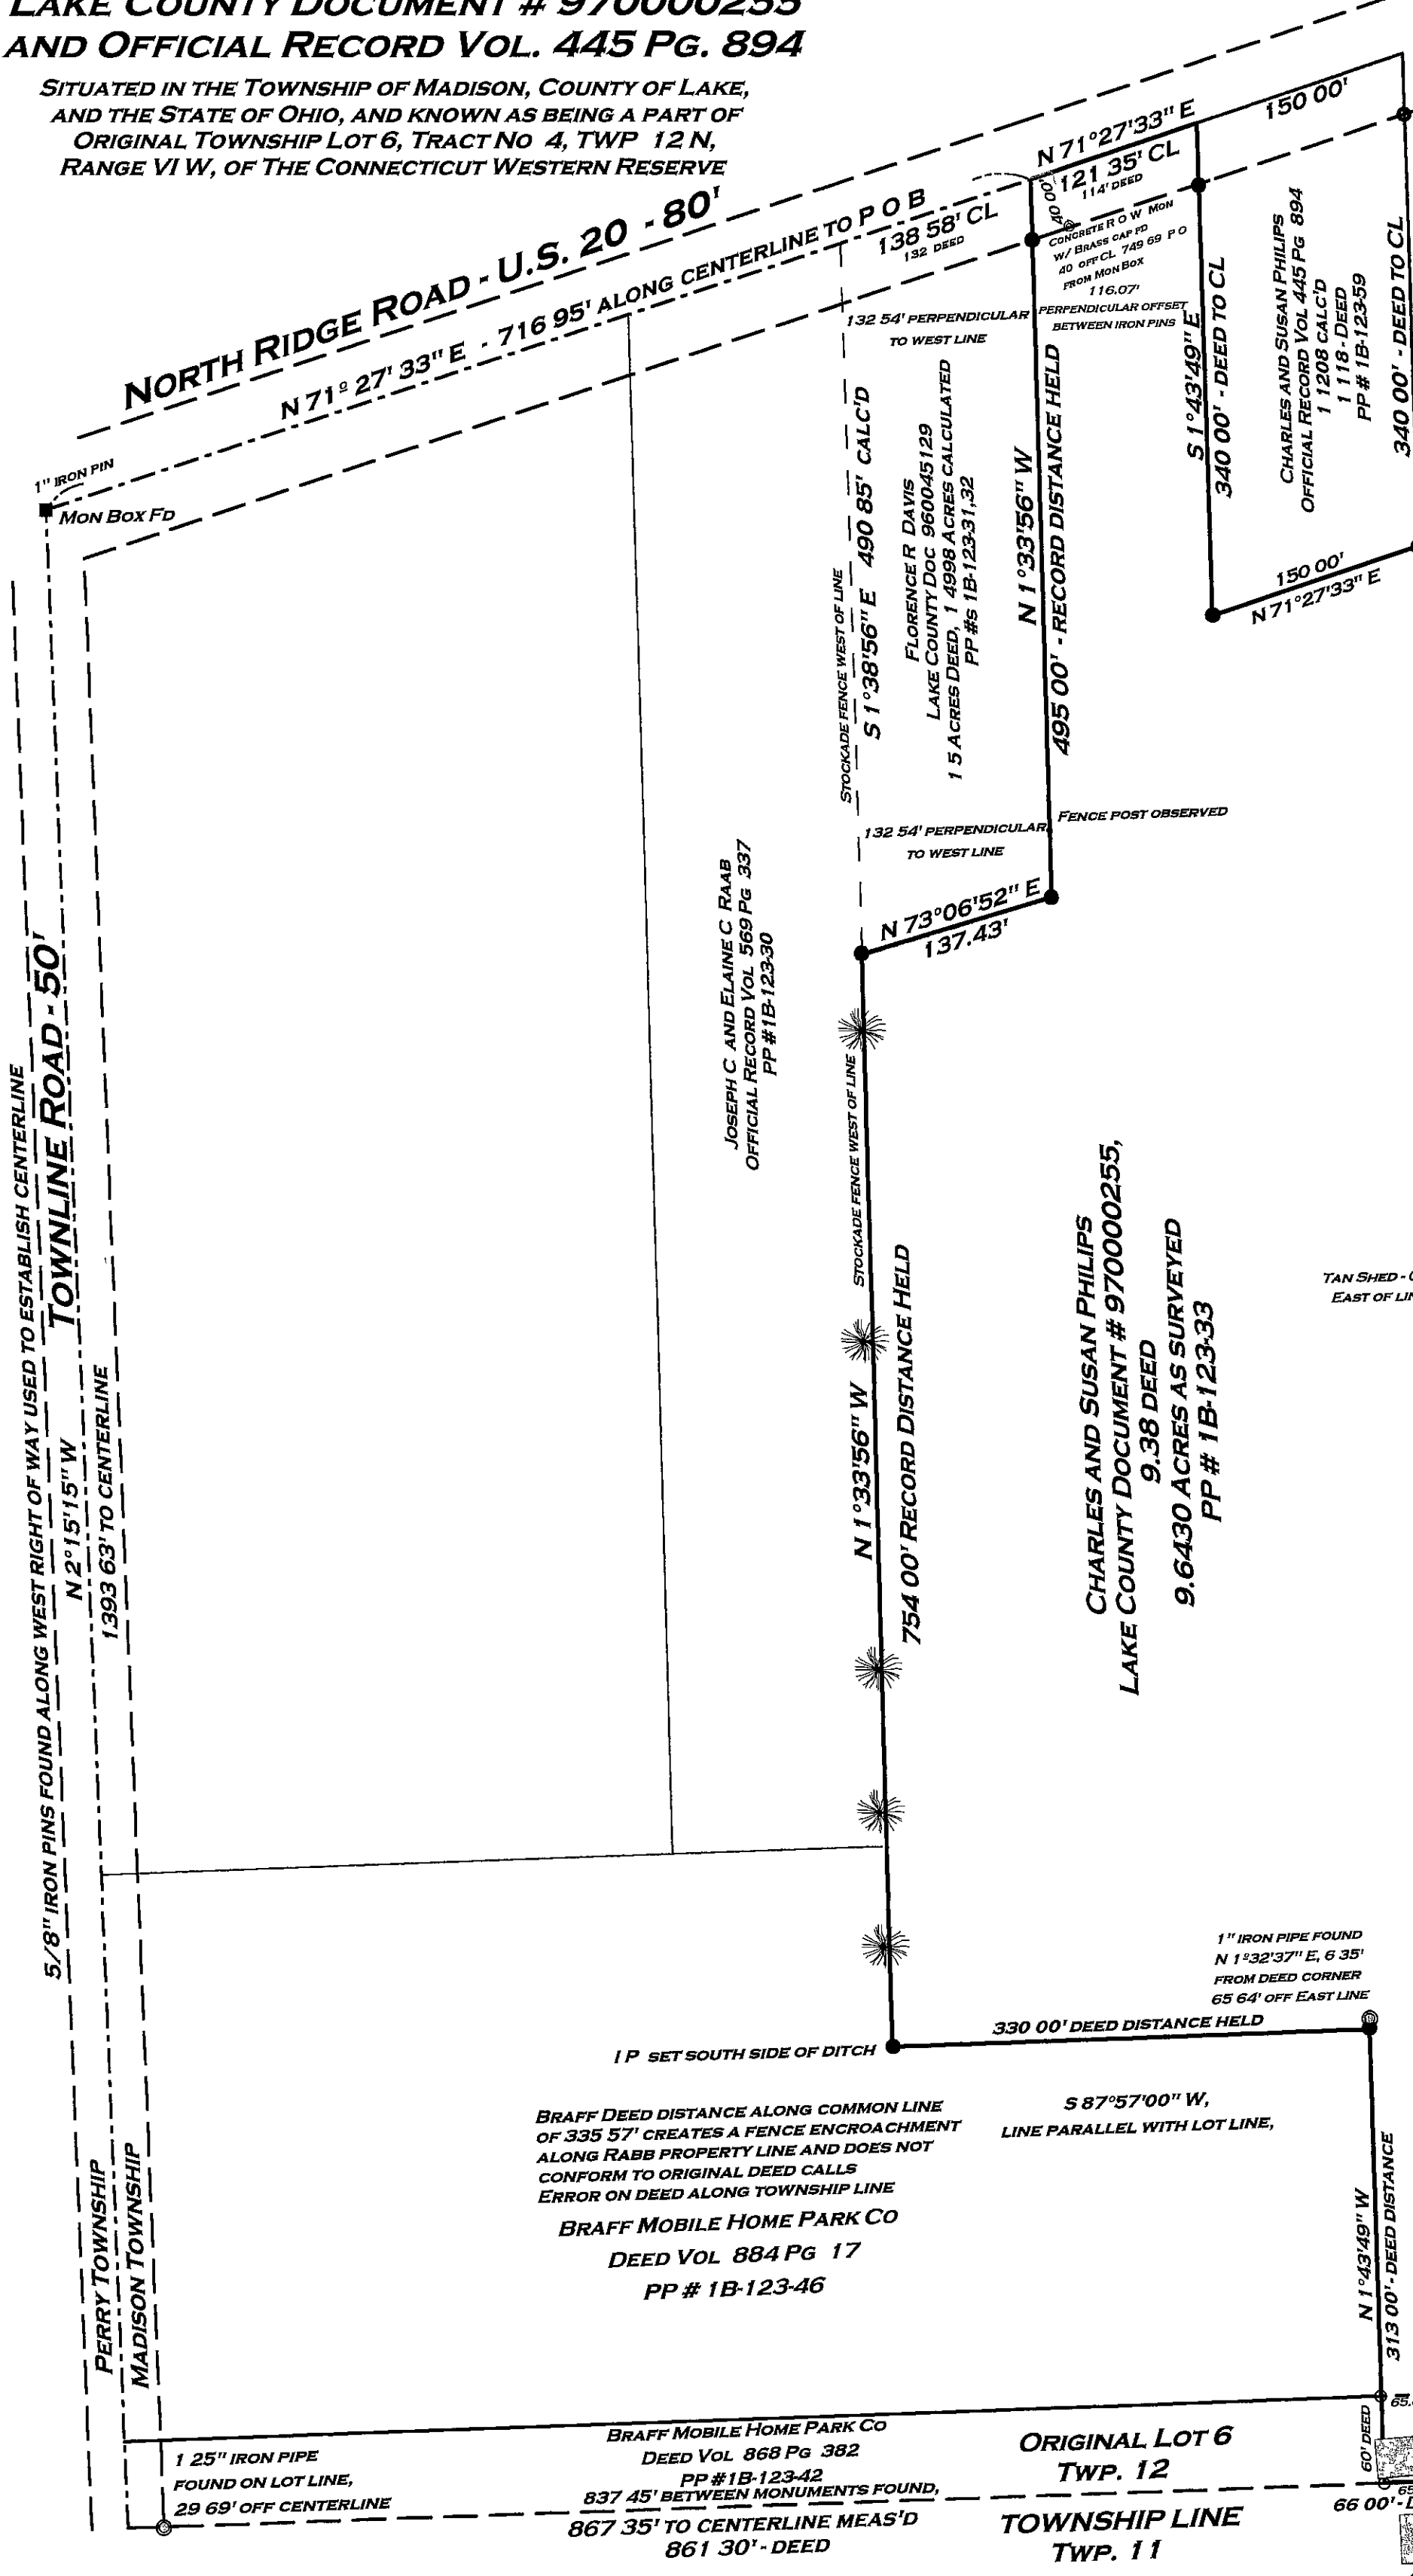 LAKE COUNTY DOCUMENT # 970000255
AND OFFICIAL RECORD VOL. 445 PG. 894
SITUATED IN THE TOWNSHIP OF MADISON, COUNTY OF LAKE,
AND THE STATE OF OHIO, AND KNOWN AS BEING A PART OF
ORIGINAL TOWNSHIP LOT 6, TRACT NO 4, TWP 12 N,
RANGE VI W, OF THE CONNECTICUT WESTERN RESERVE
NORTH RIDGE ROAD - U.S. 20 - 80'
N 71º 27' 33" E - 716 95' ALONG CENTERLINE TO P O B
138 58' CL
132 DEED
N 71°27'33" E
121 35' CL
114' DEED
150 00'
40 00'
CONCRETE R O W MON
W/ BRASS CAP FD
40 OFF CL 749 69 P O
FROM MON BOX
116.07'
PERPENDICULAR OFFSET
BETWEEN IRON PINS
132 54' PERPENDICULAR
TO WEST LINE
1" IRON PIN
MON BOX FD
STOCKADE FENCE WEST OF LINE
S 1°38'56" E 490 85' CALC'D
FLORENCE R DAVIS
LAKE COUNTY DOC 960045129
1 5 ACRES DEED, 1 4998 ACRES CALCULATED
PP #s 1B-123-31,32
N 1°33'56" W
495 00' - RECORD DISTANCE HELD
S 1°43'49" E
340 00' - DEED TO CL
CHARLES AND SUSAN PHILIPS
OFFICIAL RECORD VOL 445 PG 894
1 1208 CALC'D
1 118 - DEED
PP # 1B-123-59
340 00' - DEED TO CL
150 00'
N 71°27'33" E
132 54' PERPENDICULAR
TO WEST LINE
FENCE POST OBSERVED
N 73°06'52" E
137.43'
JOSEPH C AND ELAINE C RAAB
OFFICIAL RECORD VOL 569 PG 337
PP #1B-123-30
STOCKADE FENCE WEST OF LINE
N 1°33'56" W
754 00' RECORD DISTANCE HELD
CHARLES AND SUSAN PHILIPS
LAKE COUNTY DOCUMENT # 970000255,
9.38 DEED
9.6430 ACRES AS SURVEYED
PP # 1B-123-33
TAN SHED -
EAST OF
5/8" IRON PINS FOUND ALONG WEST RIGHT OF WAY USED TO ESTABLISH CENTERLINE
TOWNLINE ROAD - 50'
N 2°15'15" W
1393 63' TO CENTERLINE
1" IRON PIPE FOUND
N 1º32'37" E, 6 35'
FROM DEED CORNER
65 64' OFF EAST LINE
330 00' DEED DISTANCE HELD
I P SET SOUTH SIDE OF DITCH
S 87°57'00" W,
LINE PARALLEL WITH LOT LINE,
BRAFF DEED DISTANCE ALONG COMMON LINE
OF 335 57' CREATES A FENCE ENCROACHMENT
ALONG RABB PROPERTY LINE AND DOES NOT
CONFORM TO ORIGINAL DEED CALLS
ERROR ON DEED ALONG TOWNSHIP LINE
BRAFF MOBILE HOME PARK CO
DEED VOL 884 PG 17
PP # 1B-123-46
N 1°43'49" W
313 00' - DEED DISTANCE
PERRY TOWNSHIP
MADISON TOWNSHIP
1 25" IRON PIPE
FOUND ON LOT LINE,
29 69' OFF CENTERLINE
BRAFF MOBILE HOME PARK CO
DEED VOL 868 PG 382
PP #1B-123-42
837 45' BETWEEN MONUMENTS FOUND,
867 35' TO CENTERLINE MEAS'D
861 30' - DEED
ORIGINAL LOT 6
TWP. 12
TOWNSHIP LINE
TWP. 11
60' DEED
66 00' -